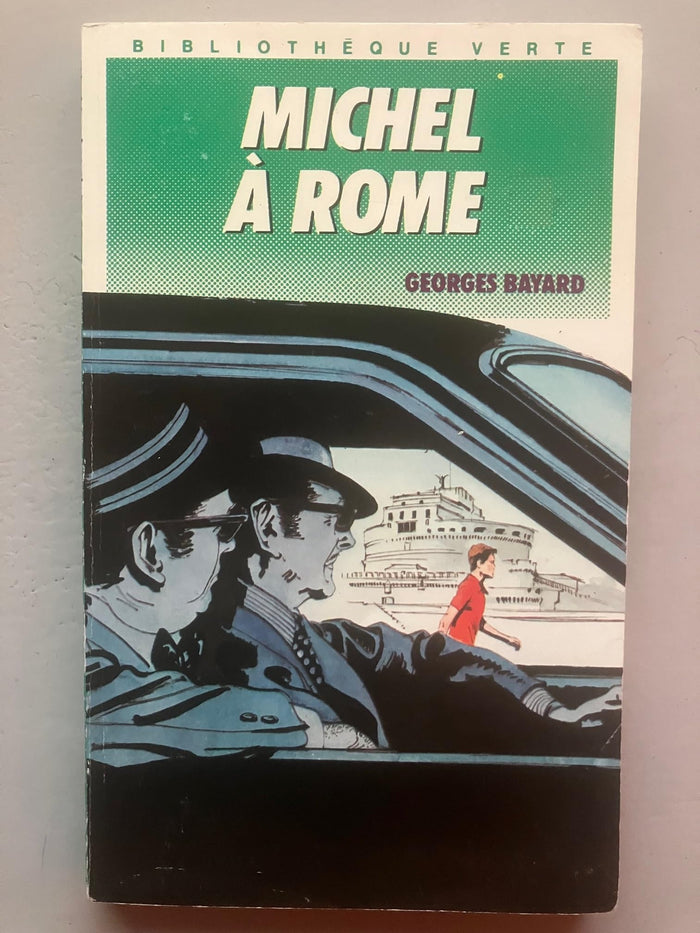 BIBLIOTHÈQUE VERTE
MICHEL
À ROME
GEORGES BAYARD